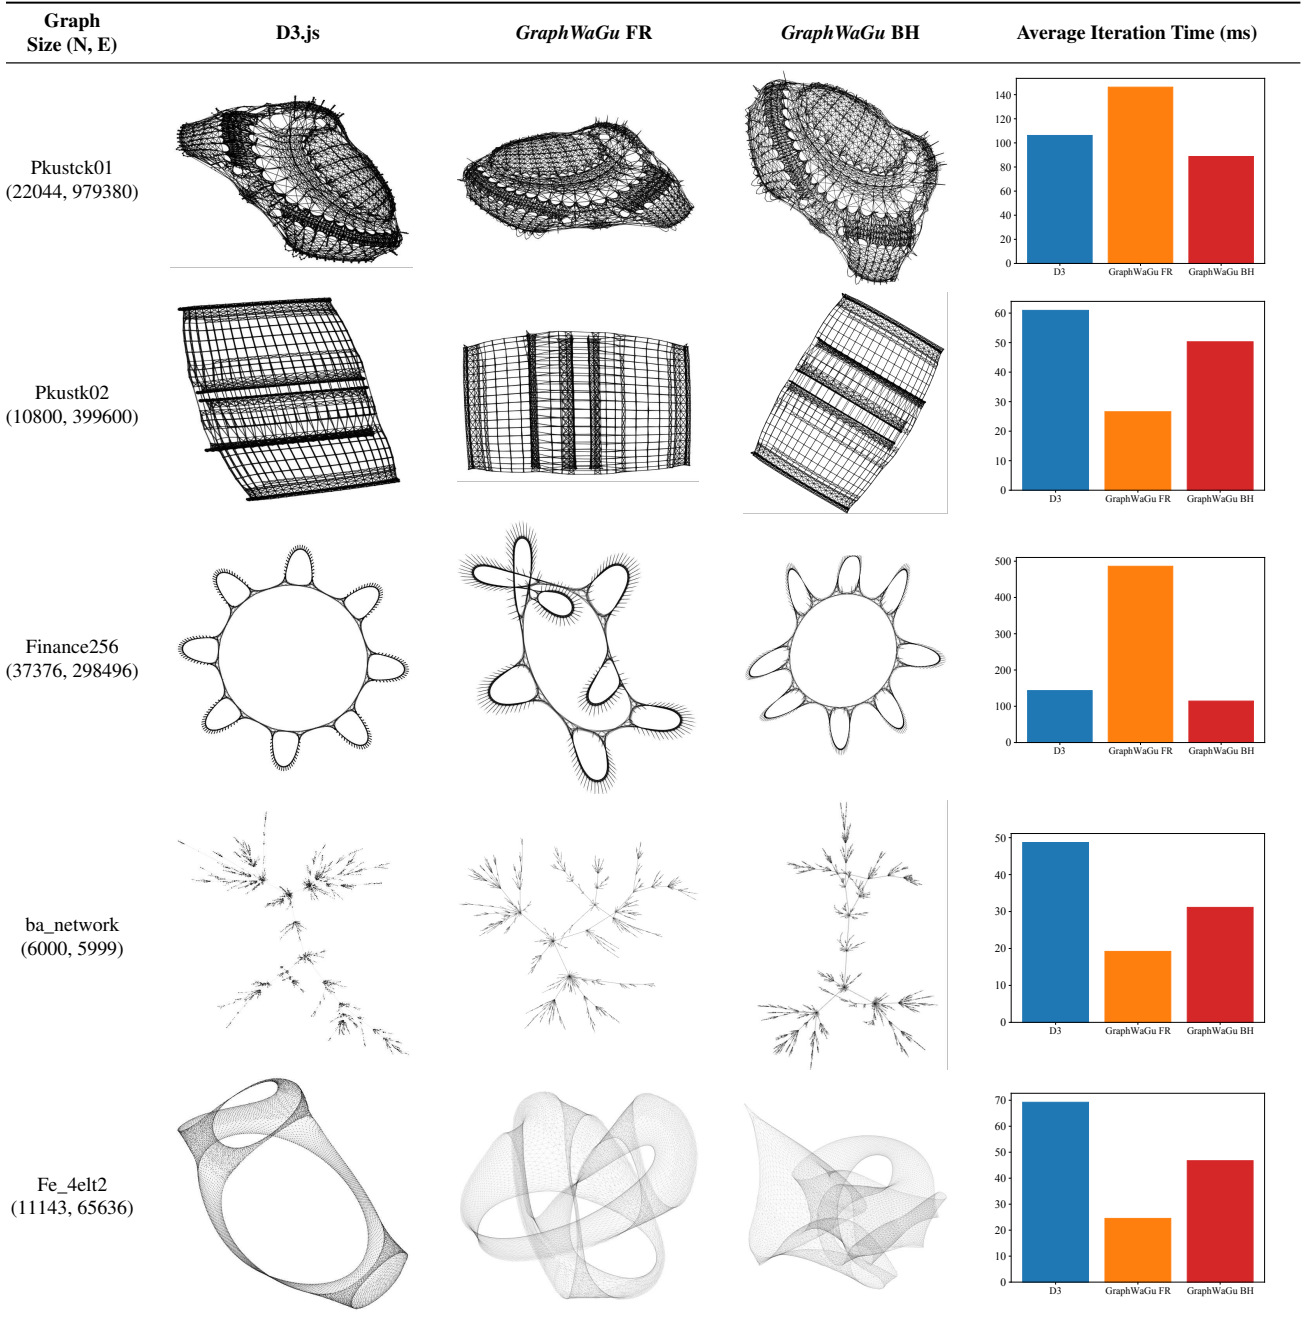 Graph
Size (N, E)
D3.js
GraphWaGu FR
GraphWaGu BH
Average Iteration Time (ms)
Pkustck01
(22044, 979380)
140
120
100
80
60
40
20
0
D3
GraphWaGu FR
GraphWaGu BH
Pkustk02
(10800, 399600)
60
50
40
30
20
10
0
D3
GraphWaGu FR
GraphWaGu BH
Finance256
(37376, 298496)
500
400
300
200
100
0
D3
GraphWaGu FR
GraphWaGu BH
ba_network
(6000, 5999)
50
40
30
20
10
0
D3
GraphWaGu FR
GraphWaGu BH
Fe_4elt2
(11143, 65636)
70
60
50
40
30
20
10
0
D3
GraphWaGu FR
GraphWaGu BH